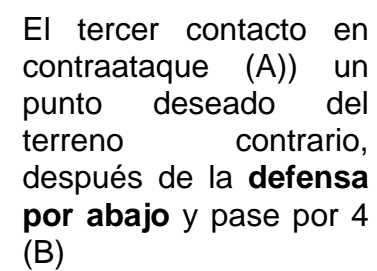 El tercer contacto en
contraataque (A)) un
punto deseado del
terreno contrario,
después de la defensa
por abajo y pase por 4
(B)